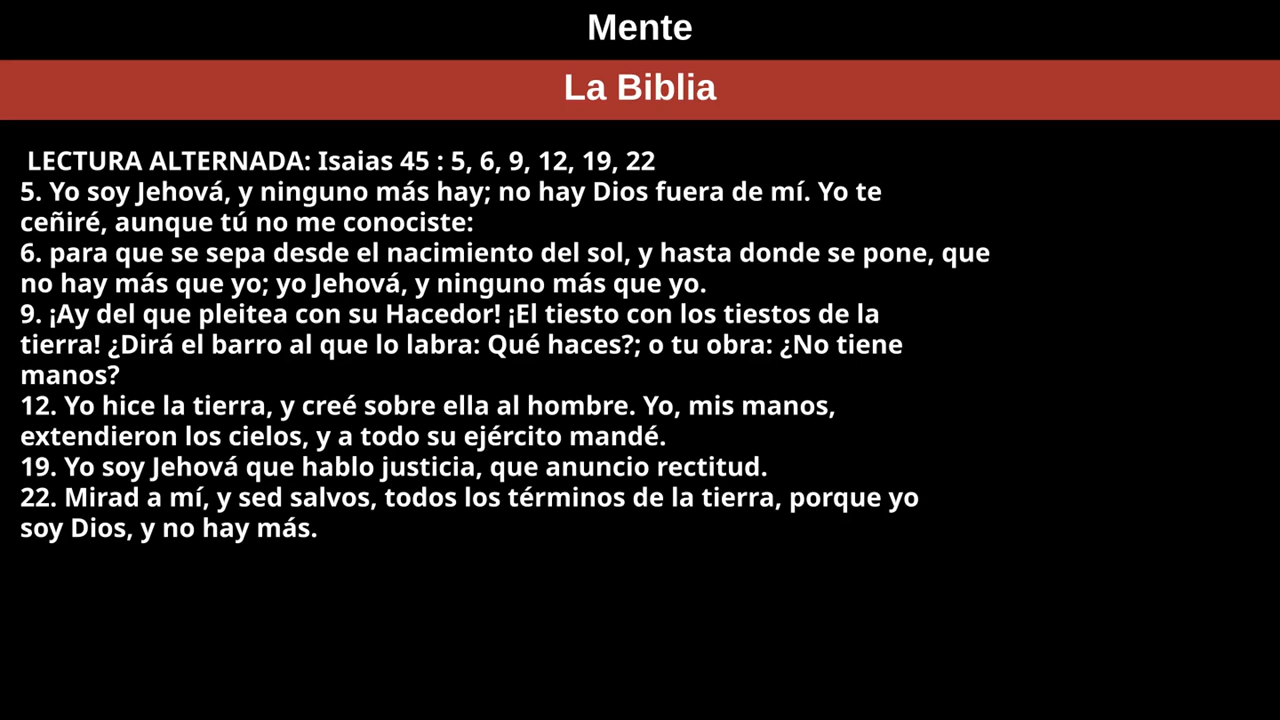 Mente
La Biblia
LECTURA ALTERNADA: Isaias 45 : 5, 6, 9, 12, 19, 22
5. Yo soy Jehová, y ninguno más hay; no hay Dios fuera de mí. Yo te
ceñiré, aunque tú no me conociste:
6. para que se sepa desde el nacimiento del sol, y hasta donde se pone, que
no hay más que yo; yo Jehová, y ninguno más que yo.
9. ¡Ay del que pleitea con su Hacedor! ¡El tiesto con los tiestos de la
tierra! ¿Dirá el barro al que lo labra: Qué haces?; o tu obra: ¿No tiene
manos?
12. Yo hice la tierra, y creé sobre ella al hombre. Yo, mis manos,
extendieron los cielos, y a todo su ejército mandé.
19. Yo soy Jehová que hablo justicia, que anuncio rectitud.
22. Mirad a mí, y sed salvos, todos los términos de la tierra, porque yo
soy Dios, y no hay más.